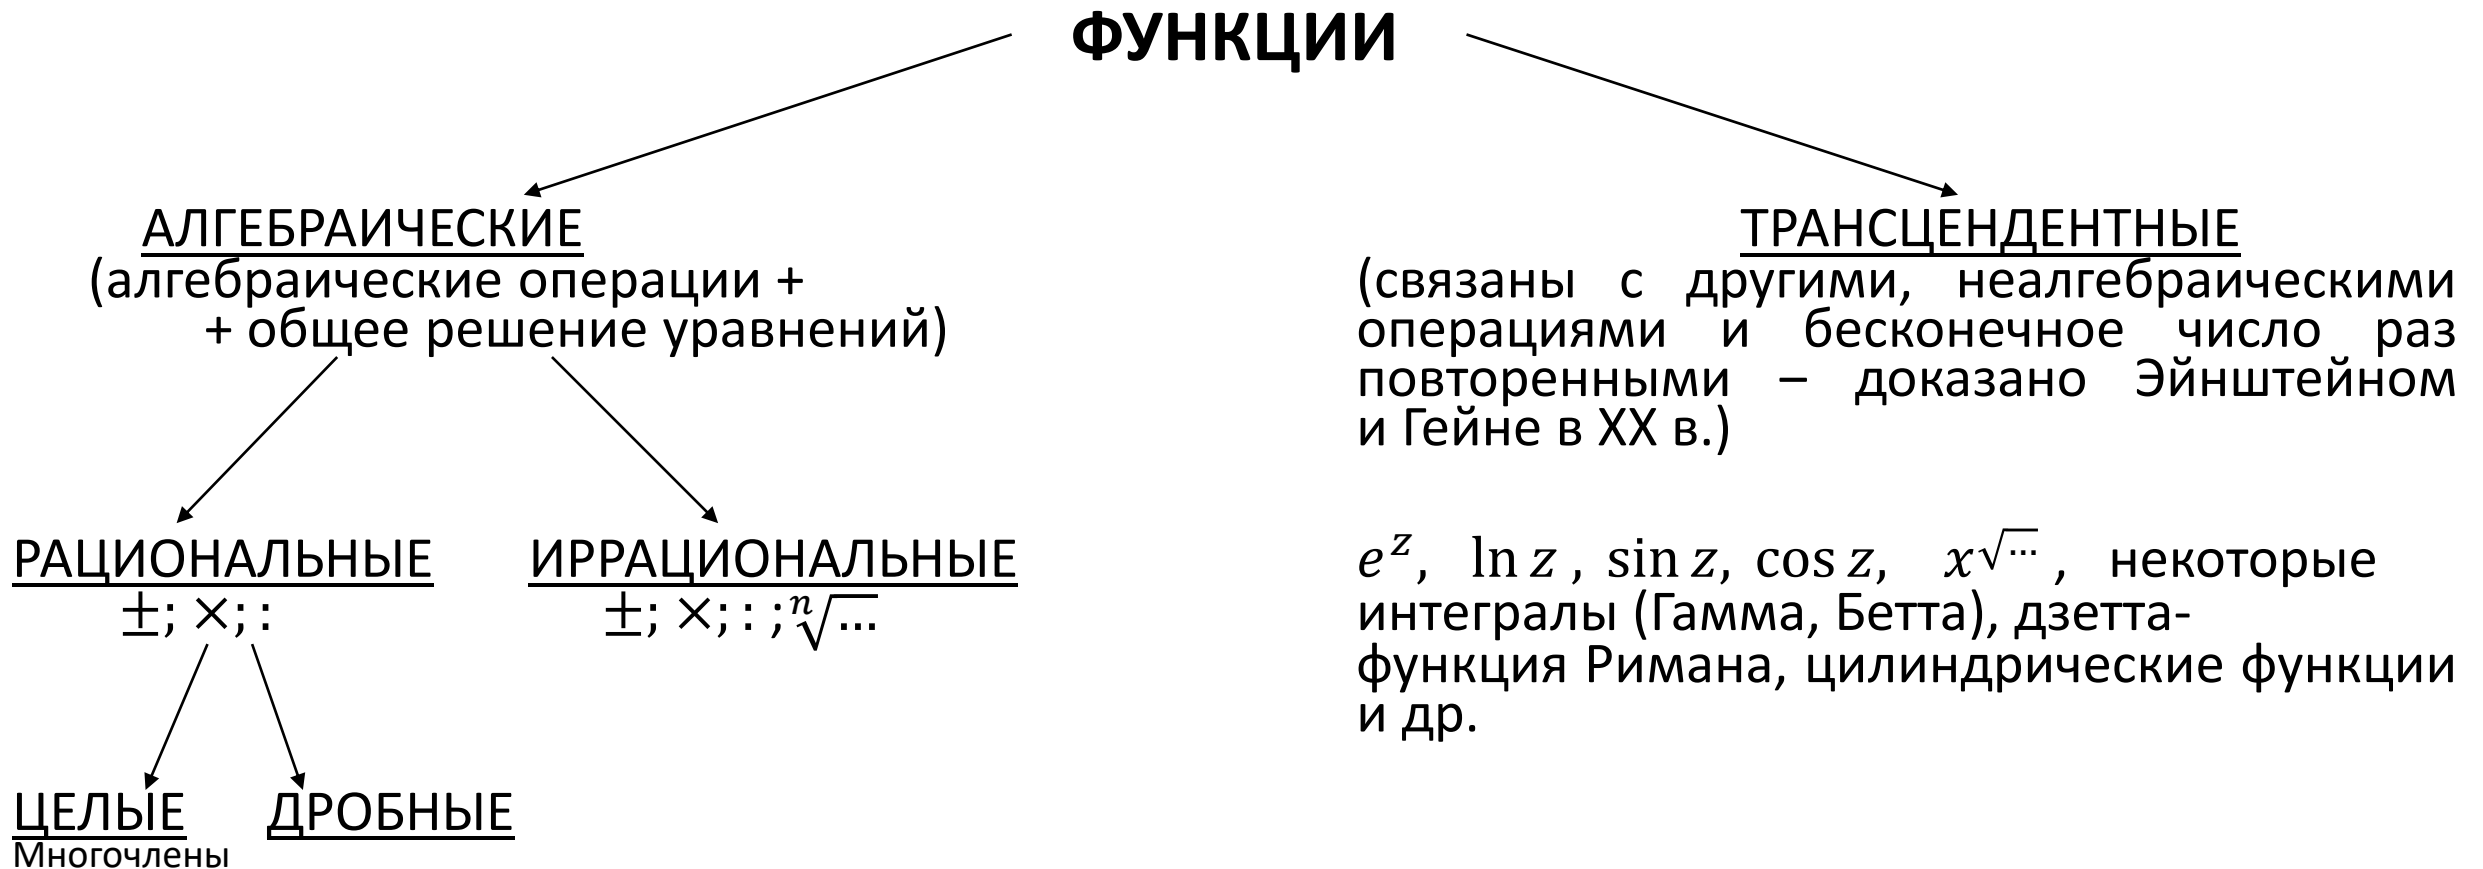 ФУНКЦИИ
АЛГЕБРАИЧЕСКИЕ
(алгебраические операции +
+ общее решение уравнений)
ТРАНСЦЕНДЕНТНЫЕ
(связаны с другими, неалгебраическими
операциями и бесконечное число раз
повторенными – доказано Эйнштейном
и Гейне в XX в.)
РАЦИОНАЛЬНЫЕ
±; ×; :
ИРРАЦИОНАЛЬНЫЕ
±; ×; : ; ⁿ√...
e^z, ln z , sin z, cos z, x^√... , некоторые
интегралы (Гамма, Бетта), дзетта-
функция Римана, цилиндрические функции
и др.
ЦЕЛЫЕ
Многочлены
ДРОБНЫЕ